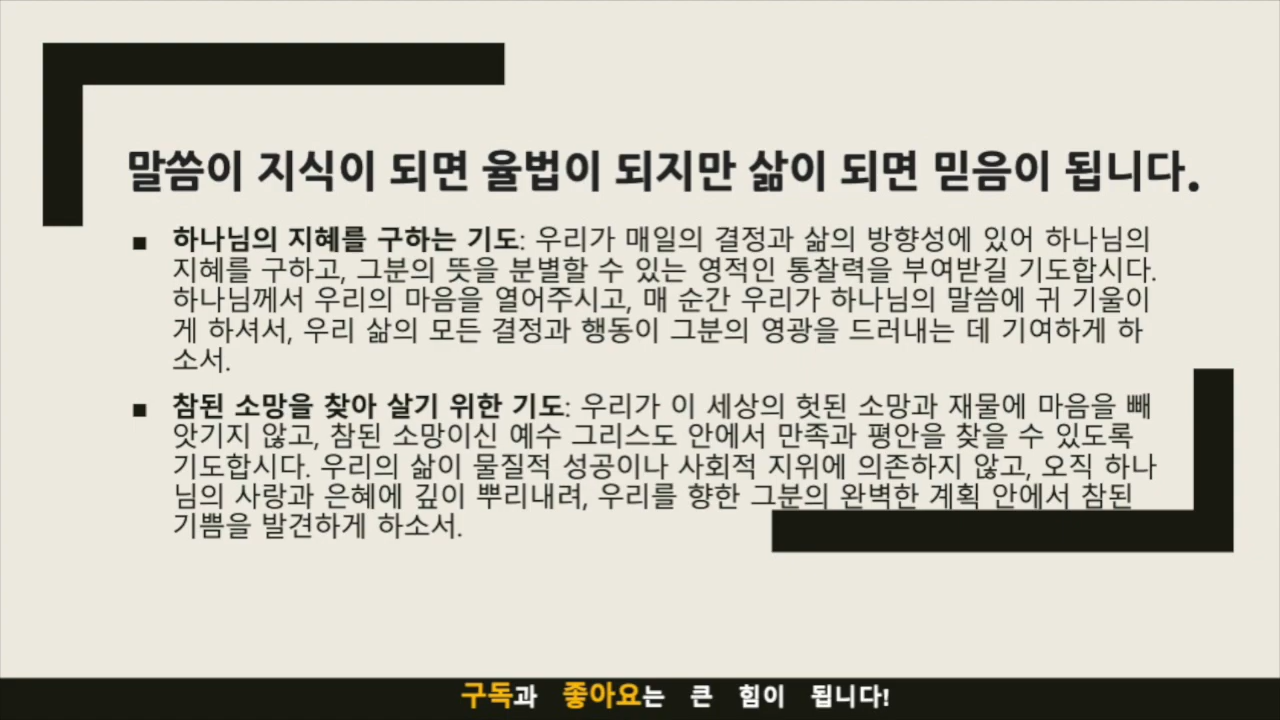 말씀이 지식이 되면 율법이 되지만 삶이 되면 믿음이 됩니다.
■ 하나님의 지혜를 구하는 기도: 우리가 매일의 결정과 삶의 방향성에 있어 하나님의
지혜를 구하고, 그분의 뜻을 분별할 수 있는 영적인 통찰력을 부여받길 기도합시다.
하나님께서 우리의 마음을 열어주시고, 매 순간 우리가 하나님의 말씀에 귀 기울이
게 하셔서, 우리 삶의 모든 결정과 행동이 그분의 영광을 드러내는 데 기여하게 하
소서.
■ 참된 소망을 찾아 살기 위한 기도: 우리가 이 세상의 헛된 소망과 재물에 마음을 빼
앗기지 않고, 참된 소망이신 예수 그리스도 안에서 만족과 평안을 찾을 수 있도록
기도합시다. 우리의 삶이 물질적 성공이나 사회적 지위에 의존하지 않고, 오직 하나
님의 사랑과 은혜에 깊이 뿌리내려, 우리를 향한 그분의 완벽한 계획 안에서 참된
기쁨을 발견하게 하소서.
구독과 좋아요는 큰 힘이 됩니다!